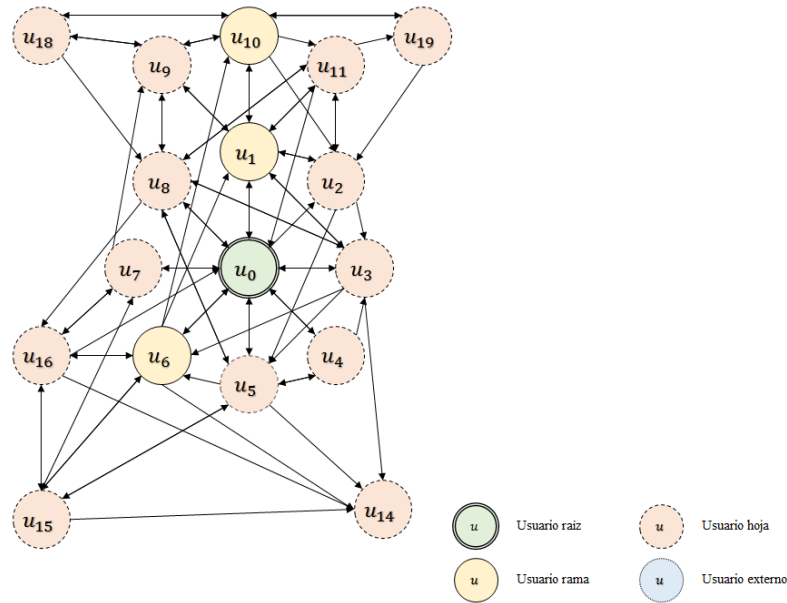 u18 u10 u19
u9 u11
u1
u8 u2
u7 u0 u3
u16 u6 u5 u4
u15 u14
u Usuario raiz u Usuario hoja
u Usuario rama u Usuario externo